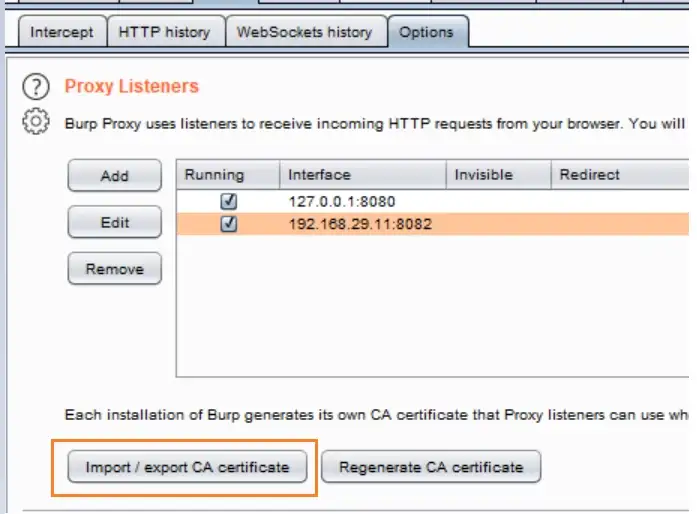 Intercept HTTP history WebSockets history Options
?
Proxy Listeners
Burp Proxy uses listeners to receive incoming HTTP requests from your browser. You will
Add
Edit
Remove
Running Interface Invisible Redirect
127.0.0.1:8080
192.168.29.11:8082
Each installation of Burp generates its own CA certificate that Proxy listeners can use wh
Import / export CA certificate Regenerate CA certificate